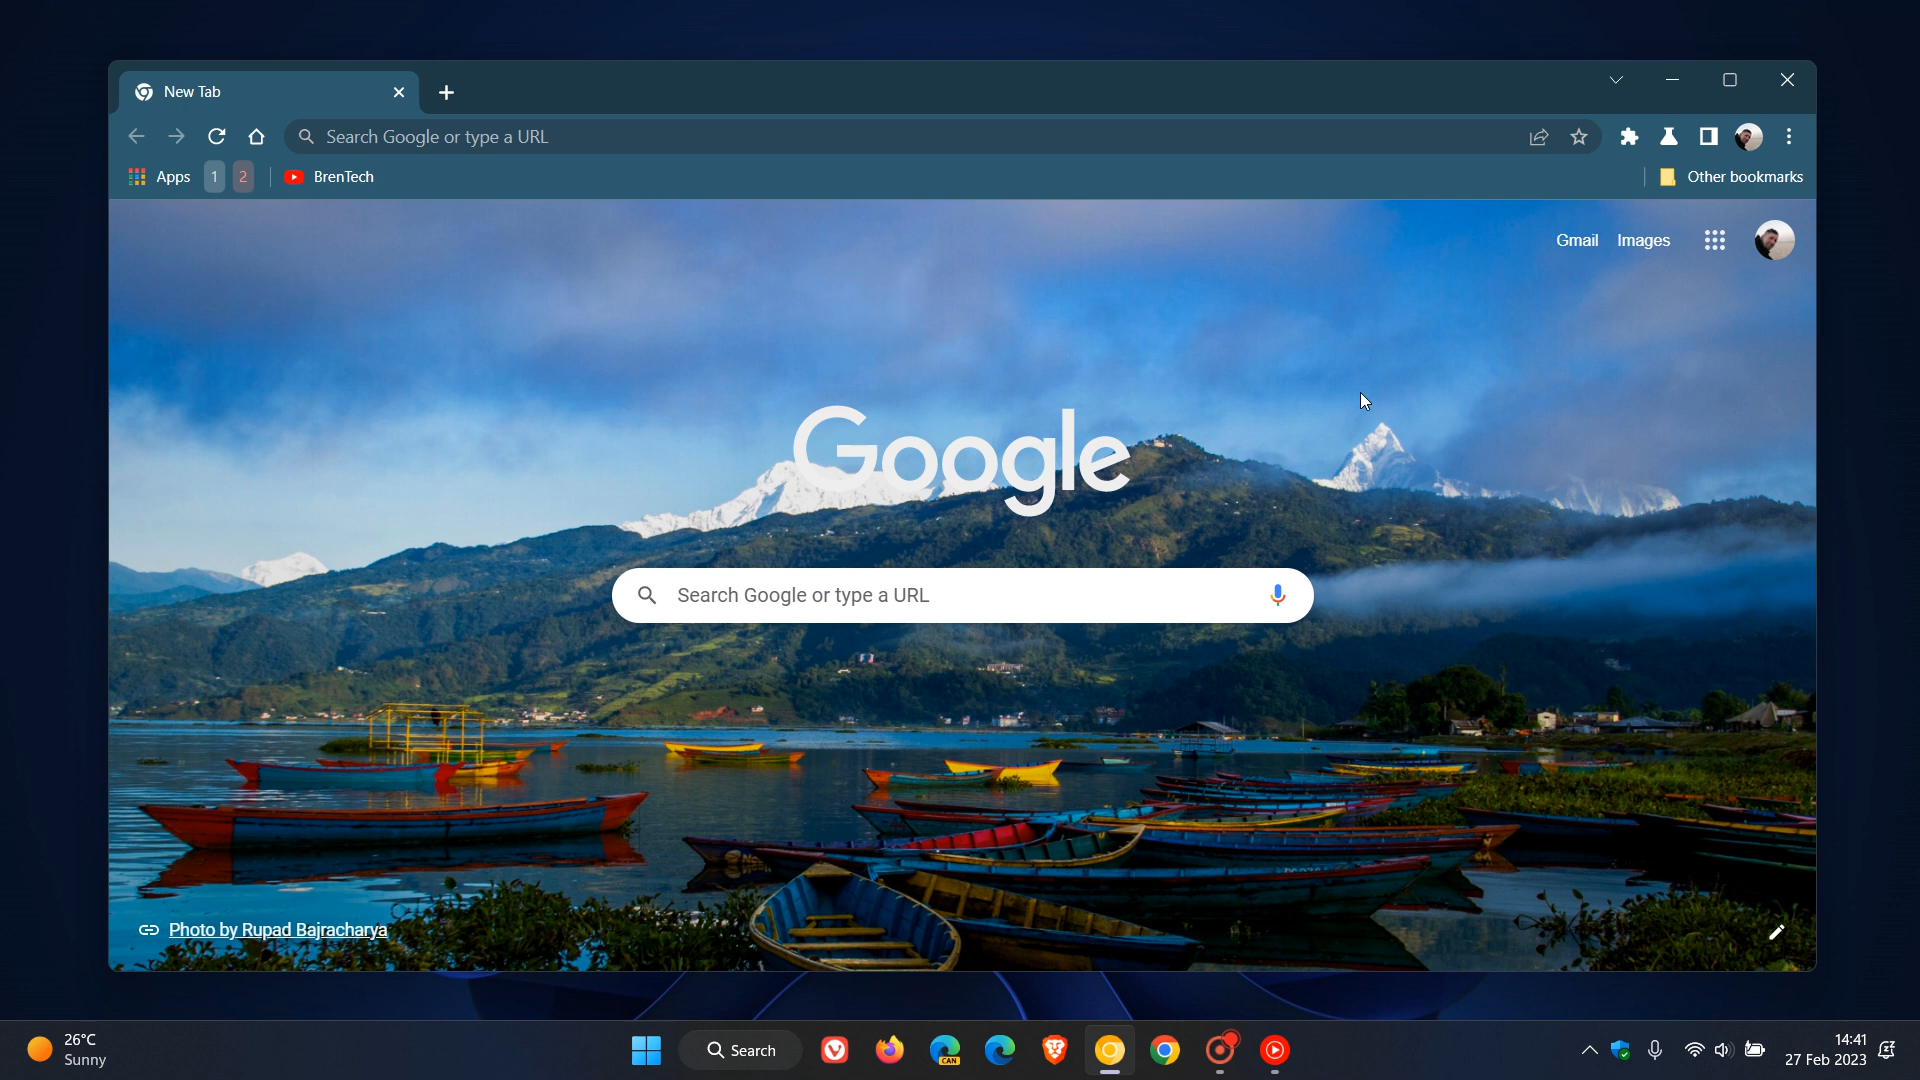 New Tab
Search Google or type a URL
Apps
1
2
BrenTech
Other bookmarks
Gmail
Images
Google
Search Google or type a URL
Photo by Rupad Bajracharya
26°C
Sunny
Search
CAN
14:41
27 Feb 2023